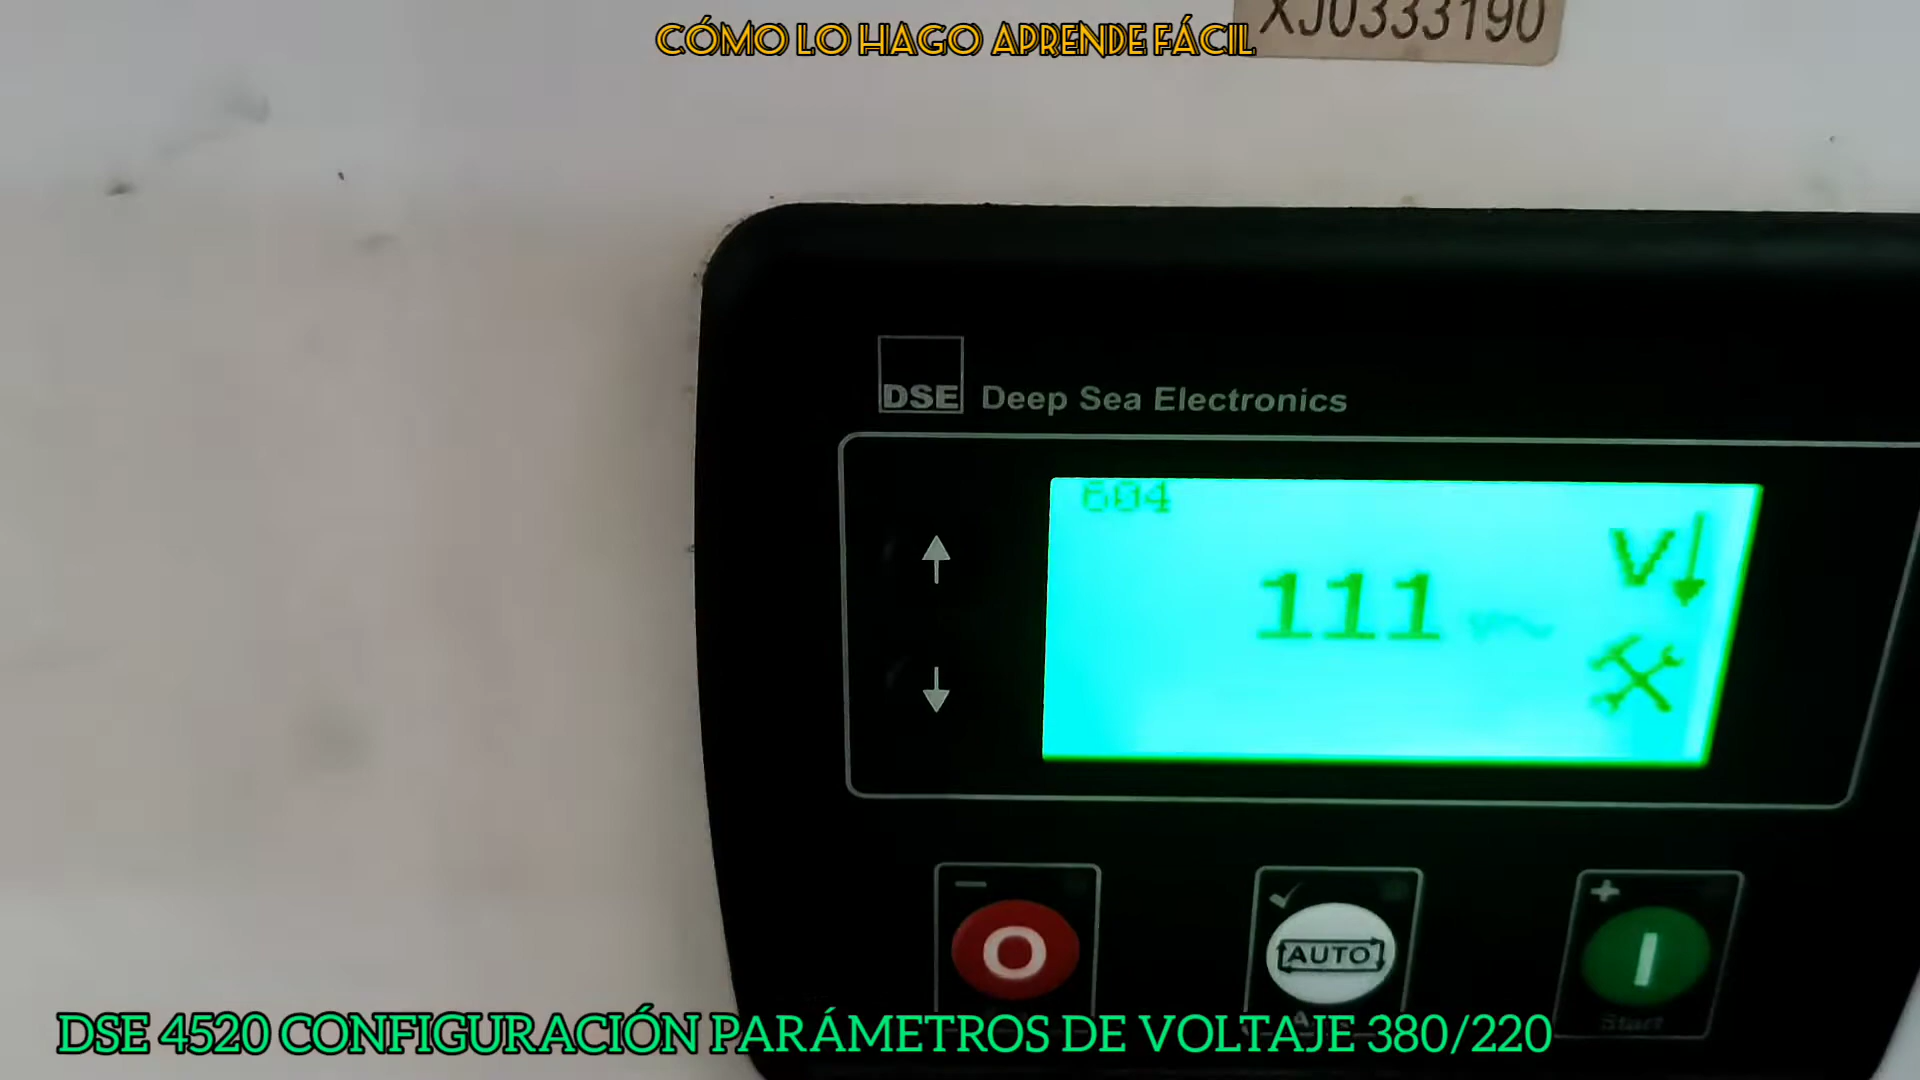 XJ0333190
CÓMO LO HAGO APRENDE FÁCIL
DSE Deep Sea Electronics
604
111
V
AUTO
Start
DSE 4520 CONFIGURACIÓN PARÁMETROS DE VOLTAJE 380/220